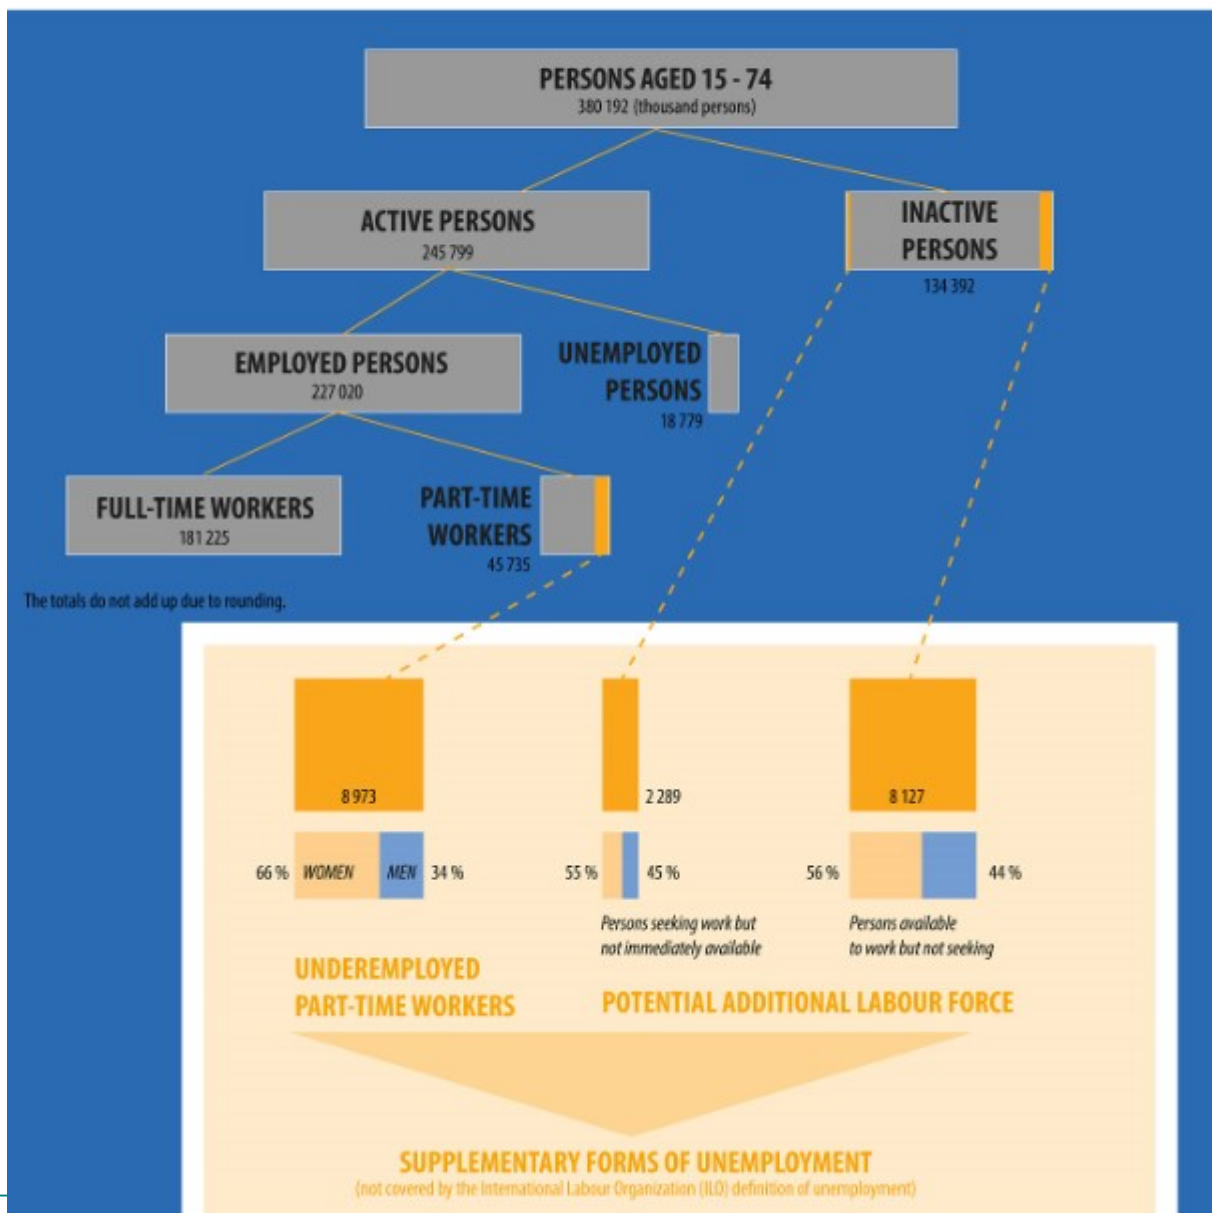 PERSONS AGED 15 - 74
380 192 (thousand persons)
ACTIVE PERSONS
245 799
INACTIVE
PERSONS
134 392
EMPLOYED PERSONS
227 020
UNEMPLOYED
PERSONS
18 779
FULL-TIME WORKERS
181 225
PART-TIME
WORKERS
45 735
The totals do not add up due to rounding.
8 973
2 289
8 127
66 % WOMEN MEN 34 %
55 % 45 %
56 % 44 %
Persons seeking work but
not immediately available
Persons available
to work but not seeking
UNDEREMPLOYED
PART-TIME WORKERS
POTENTIAL ADDITIONAL LABOUR FORCE
SUPPLEMENTARY FORMS OF UNEMPLOYMENT
(not covered by the International Labour Organization (ILO) definition of unemployment)